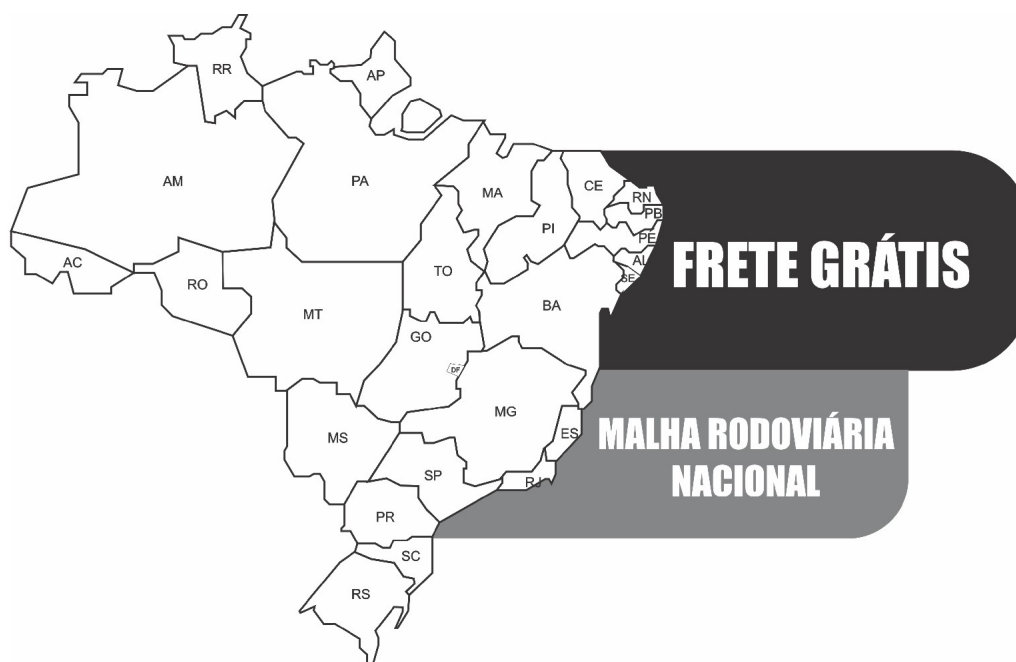 RR
AP
AM
PA
MA
CE
RN
PB
PI
PE
AL
SE
AC
RO
TO
BA
MT
GO
DF
MG
ES
MS
SP
RJ
PR
SC
RS
FRETE GRÁTIS
MALHA RODOVIÁRIA
NACIONAL